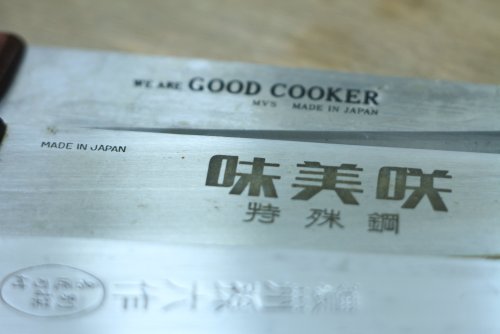 WE ARE GOOD COOKER
MVS MADE IN JAPAN
MADE IN JAPAN
味美咲
特殊鋼